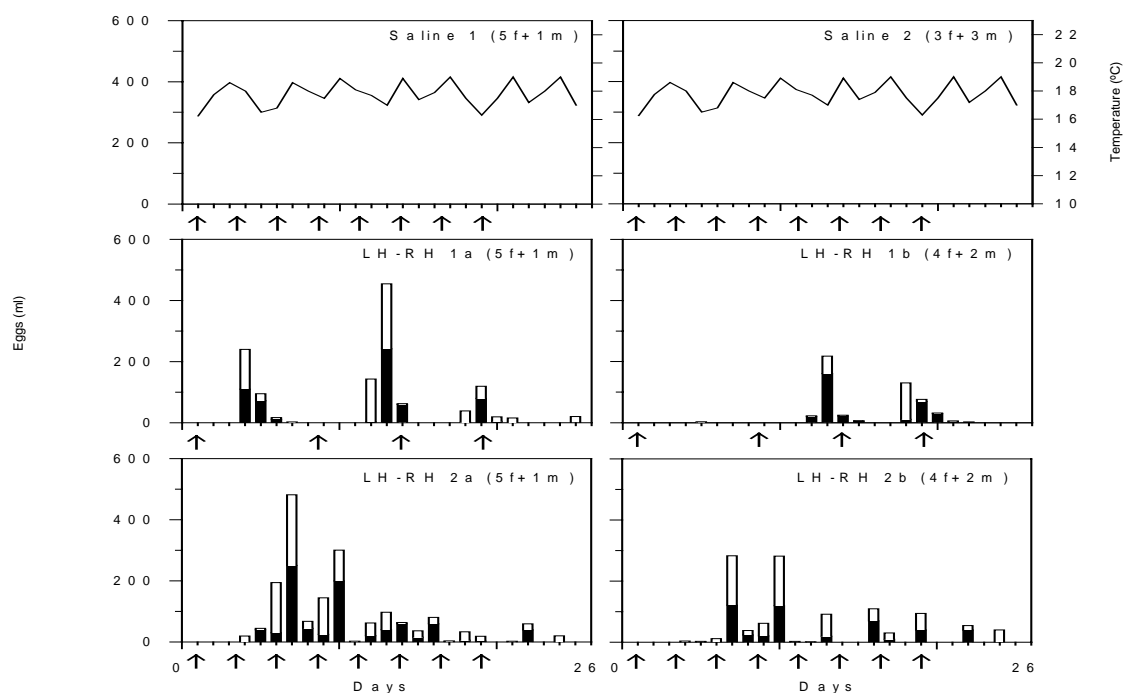 600
Saline 1 (5f+1m)
Saline 2 (3f+3m)
22
20
400
18
16
200
14
12
0
10
Temperature (ºC)
600
LH-RH 1a (5f+1m)
LH-RH 1b (4f+2m)
400
200
0
Eggs (ml)
600
LH-RH 2a (5f+1m)
LH-RH 2b (4f+2m)
400
200
0
0
26
0
26
Days
Days